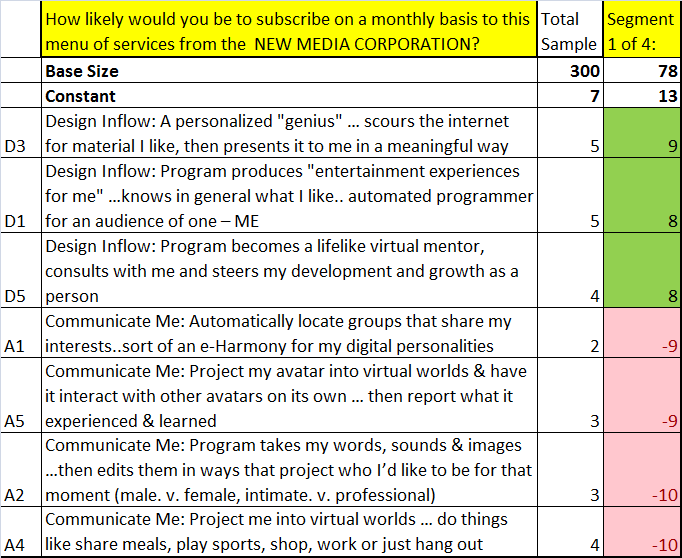 How likely would you be to subscribe on a monthly basis to this
menu of services from the  NEW MEDIA CORPORATION?
Total
Sample
Segment
1 of 4:
Base Size 300 78
Constant 7 13
Design Inflow: A personalized "genius" … scours the internet
D3 for material I like, then presents it to me in a meaningful way 5 9
Design Inflow: Program produces "entertainment experiences
for me" …knows in general what I like.. automated programmer
D1 for an audience of one – ME 5 8
Design Inflow: Program becomes a lifelike virtual mentor,
consults with me and steers my development and growth as a
D5 person 4 8
Communicate Me: Automatically locate groups that share my
A1 interests..sort of an e-Harmony for my digital personalities 2 -9
Communicate Me: Project my avatar into virtual worlds & have
it interact with other avatars on its own … then report what it
A5 experienced & learned 3 -9
Communicate Me: Program takes my words, sounds & images
…then edits them in ways that project who I'd like to be for that
A2 moment (male. v. female, intimate. v. professional) 3 -10
Communicate Me: Project me into virtual worlds … do things
A4 like share meals, play sports, shop, work or just hang out 4 -10